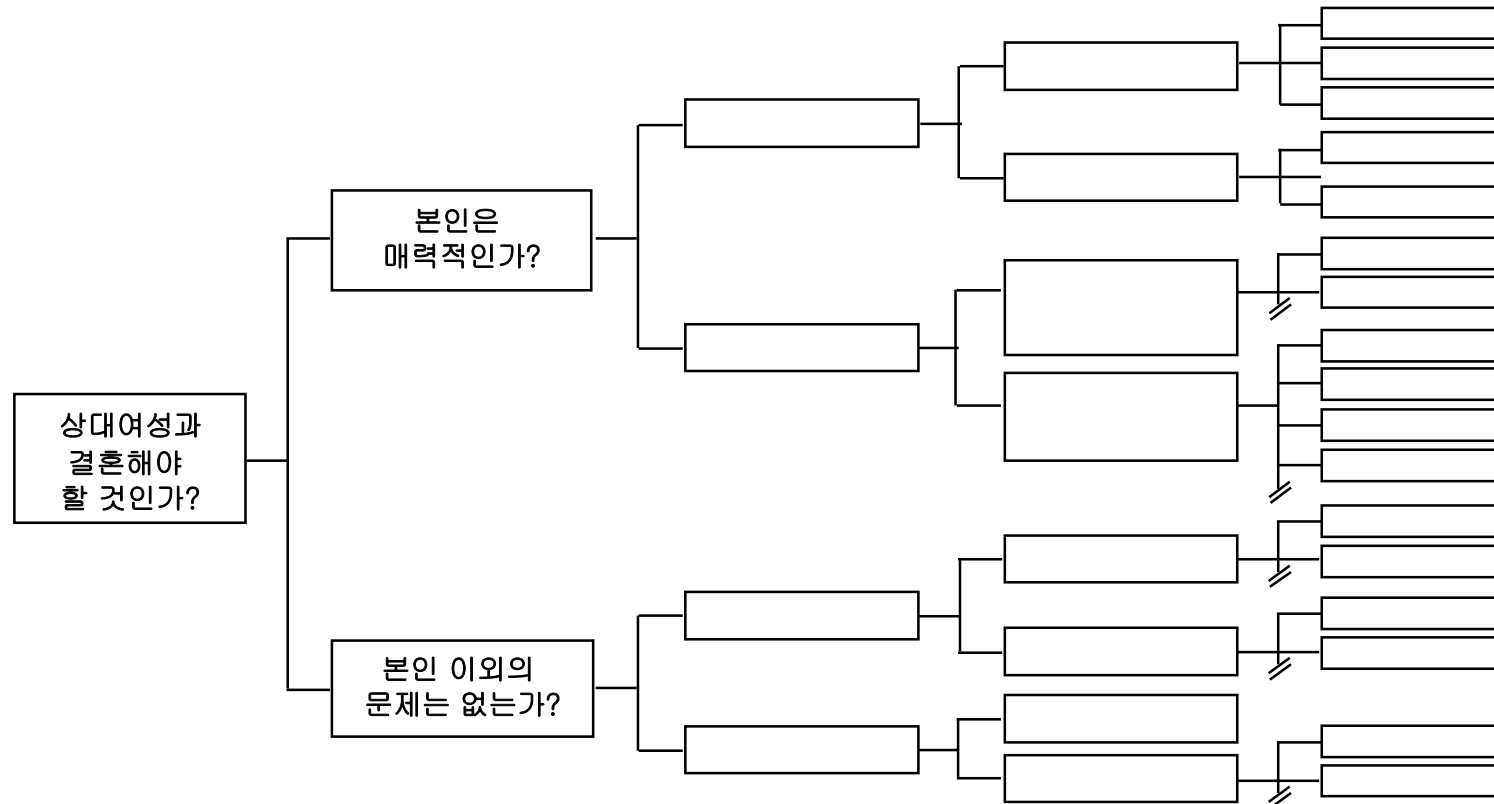 본인은
매력적인가?
상대여성과
결혼해야
할 것인가?
본인 이외의
문제는 없는가?